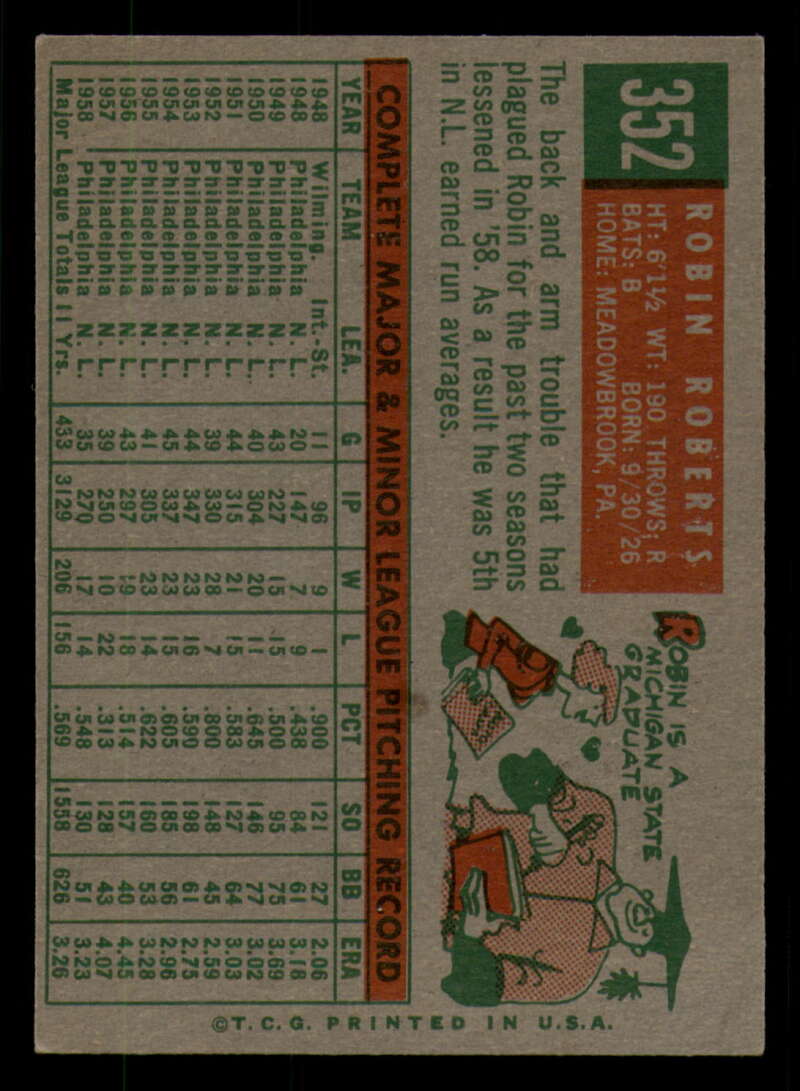 352
ROBIN ROBERTS
HT: 6'1½ WT: 190 THROWS: R
BATS: B BORN: 9/30/26
HOME: MEADOWBROOK, PA.
The back and arm trouble that had
plagued Robin for the past two seasons
lessened in '58. As a result he was 5th
in N.L. earned run averages.
ROBIN IS A
MICHIGAN STATE
GRADUATE
COMPLETE MAJOR & MINOR LEAGUE PITCHING RECORD
YEAR TEAM LEA. G IP W L PCT SO BB ERA
1948 Wilming. Int.-St. 11 96 9 1 .900 121 27 2.06
1948 Philadelphia N. L. 20 147 7 9 .438 84 61 3.18
1949 Philadelphia N. L. 43 227 15 15 .500 95 75 3.69
1950 Philadelphia N. L. 40 304 20 11 .645 146 77 3.02
1951 Philadelphia N. L. 44 315 21 15 .583 127 64 3.03
1952 Philadelphia N. L. 39 330 28 7 .800 148 45 2.59
1953 Philadelphia N. L. 44 347 23 16 .590 198 61 2.75
1954 Philadelphia N. L. 45 337 23 15 .605 185 56 2.96
1955 Philadelphia N. L. 41 305 23 14 .622 160 53 3.28
1956 Philadelphia N. L. 43 297 19 18 .514 157 40 4.45
1957 Philadelphia N. L. 39 250 10 22 .313 128 43 4.07
1958 Philadelphia N. L. 35 270 17 14 .548 130 51 3.23
Major League Totals 11 Yrs. 433 3129 206 156 .569 1558 626 3.26
©T.C.G. PRINTED IN U.S.A.